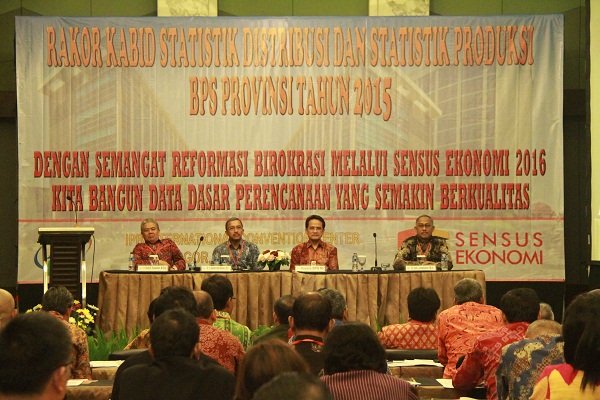 RAKOR KABID STATISTIK DISTRIBUSI DAN STATISTIK PRODUKSI
BPS PROVINSI TAHUN 2015
DENGAN SEMANGAT REFORMASI BIROKRASI MELALUI SENSUS EKONOMI 2016
KITA BANGUN DATA DASAR PERENCANAAN YANG SEMAKIN BERKUALITAS
SENSUS
EKONOMI